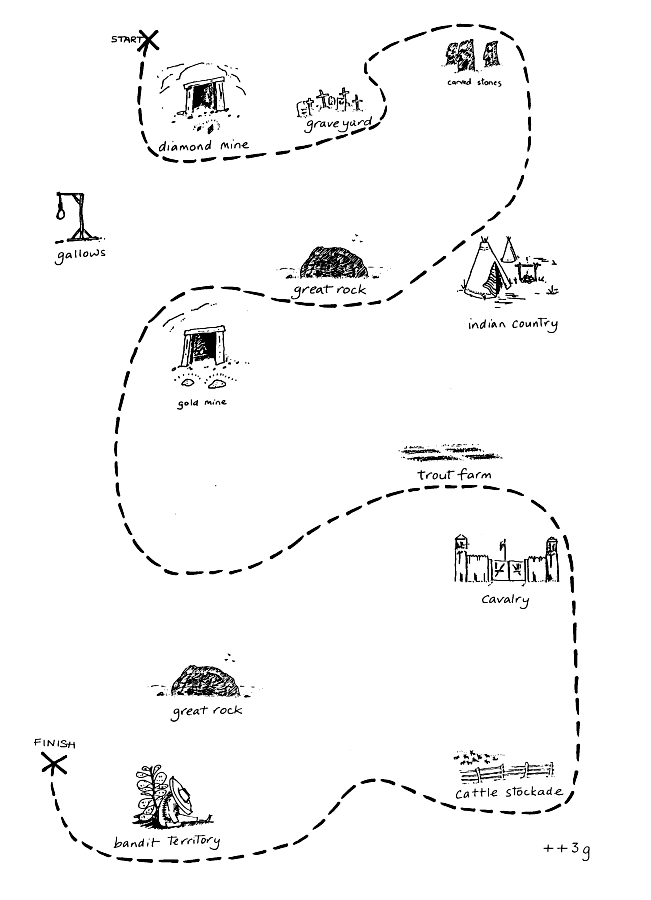 START
carved stones
graveyard
diamond mine
gallows
great rock
indian country
gold mine
trout farm
cavalry
great rock
FINISH
cattle stockade
bandit territory
++3g